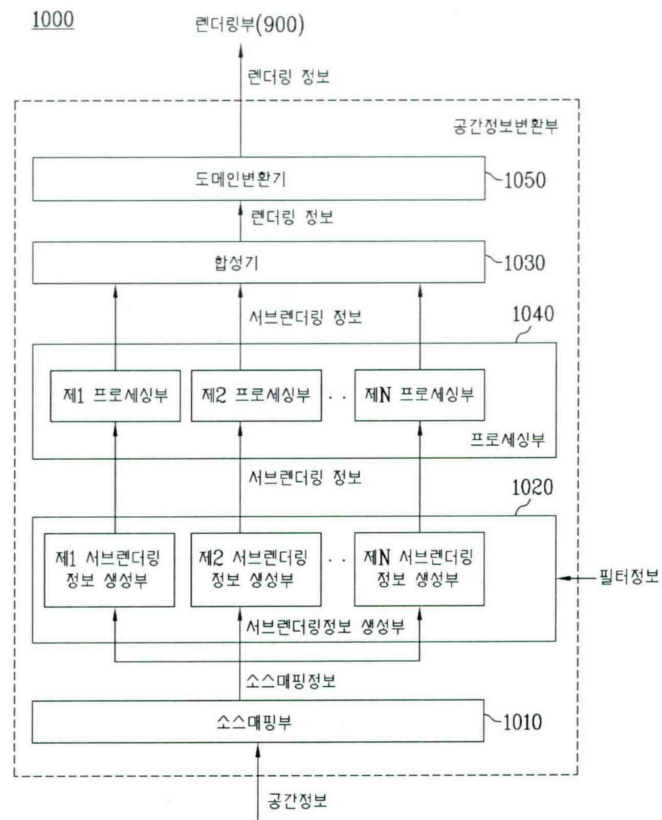 1000
렌더링부(900)
렌더링 정보
공간정보변환부
도메인변환기
1050
렌더링 정보
합성기
1030
서브렌더링 정보
1040
제1 프로세싱부
제2 프로세싱부
. .
제N 프로세싱부
프로세싱부
서브렌더링 정보
1020
제1 서브렌더링
정보 생성부
제2 서브렌더링
정보 생성부
. .
제N 서브렌더링
정보 생성부
필터정보
서브렌더링정보 생성부
소스매핑정보
소스매핑부
1010
공간정보